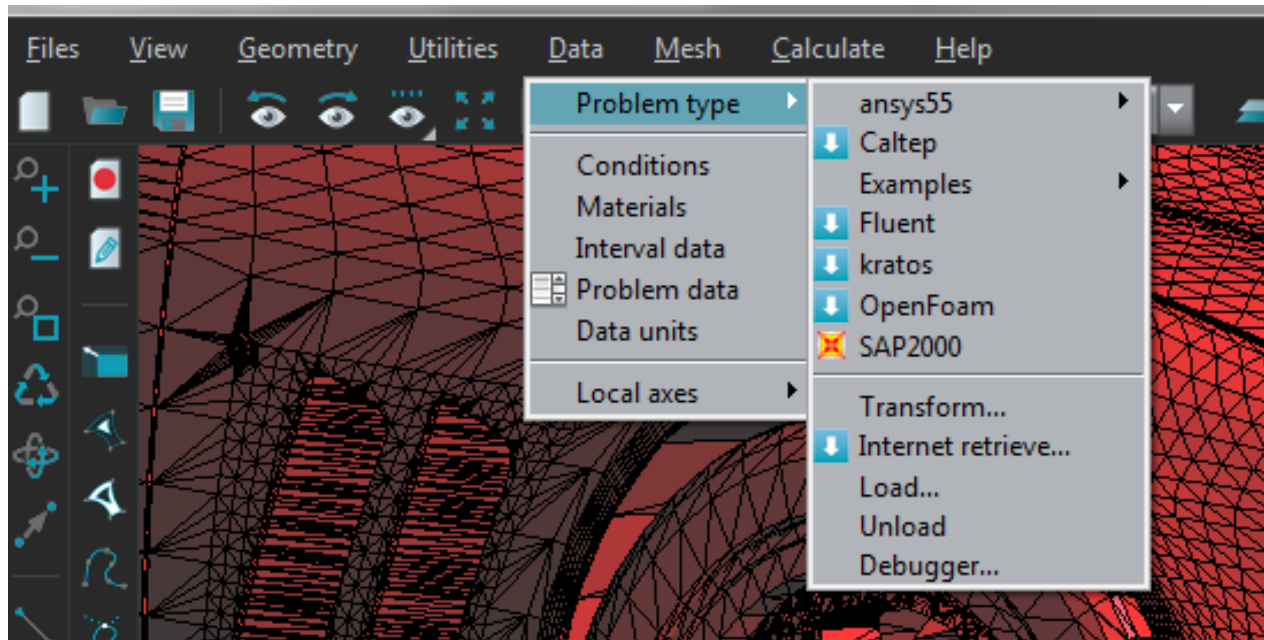 Files View Geometry Utilities Data Mesh Calculate Help
Problem type
Conditions
Materials
Interval data
Problem data
Data units
Local axes
ansys55
Caltep
Examples
Fluent
kratos
OpenFoam
SAP2000
Transform...
Internet retrieve...
Load...
Unload
Debugger...